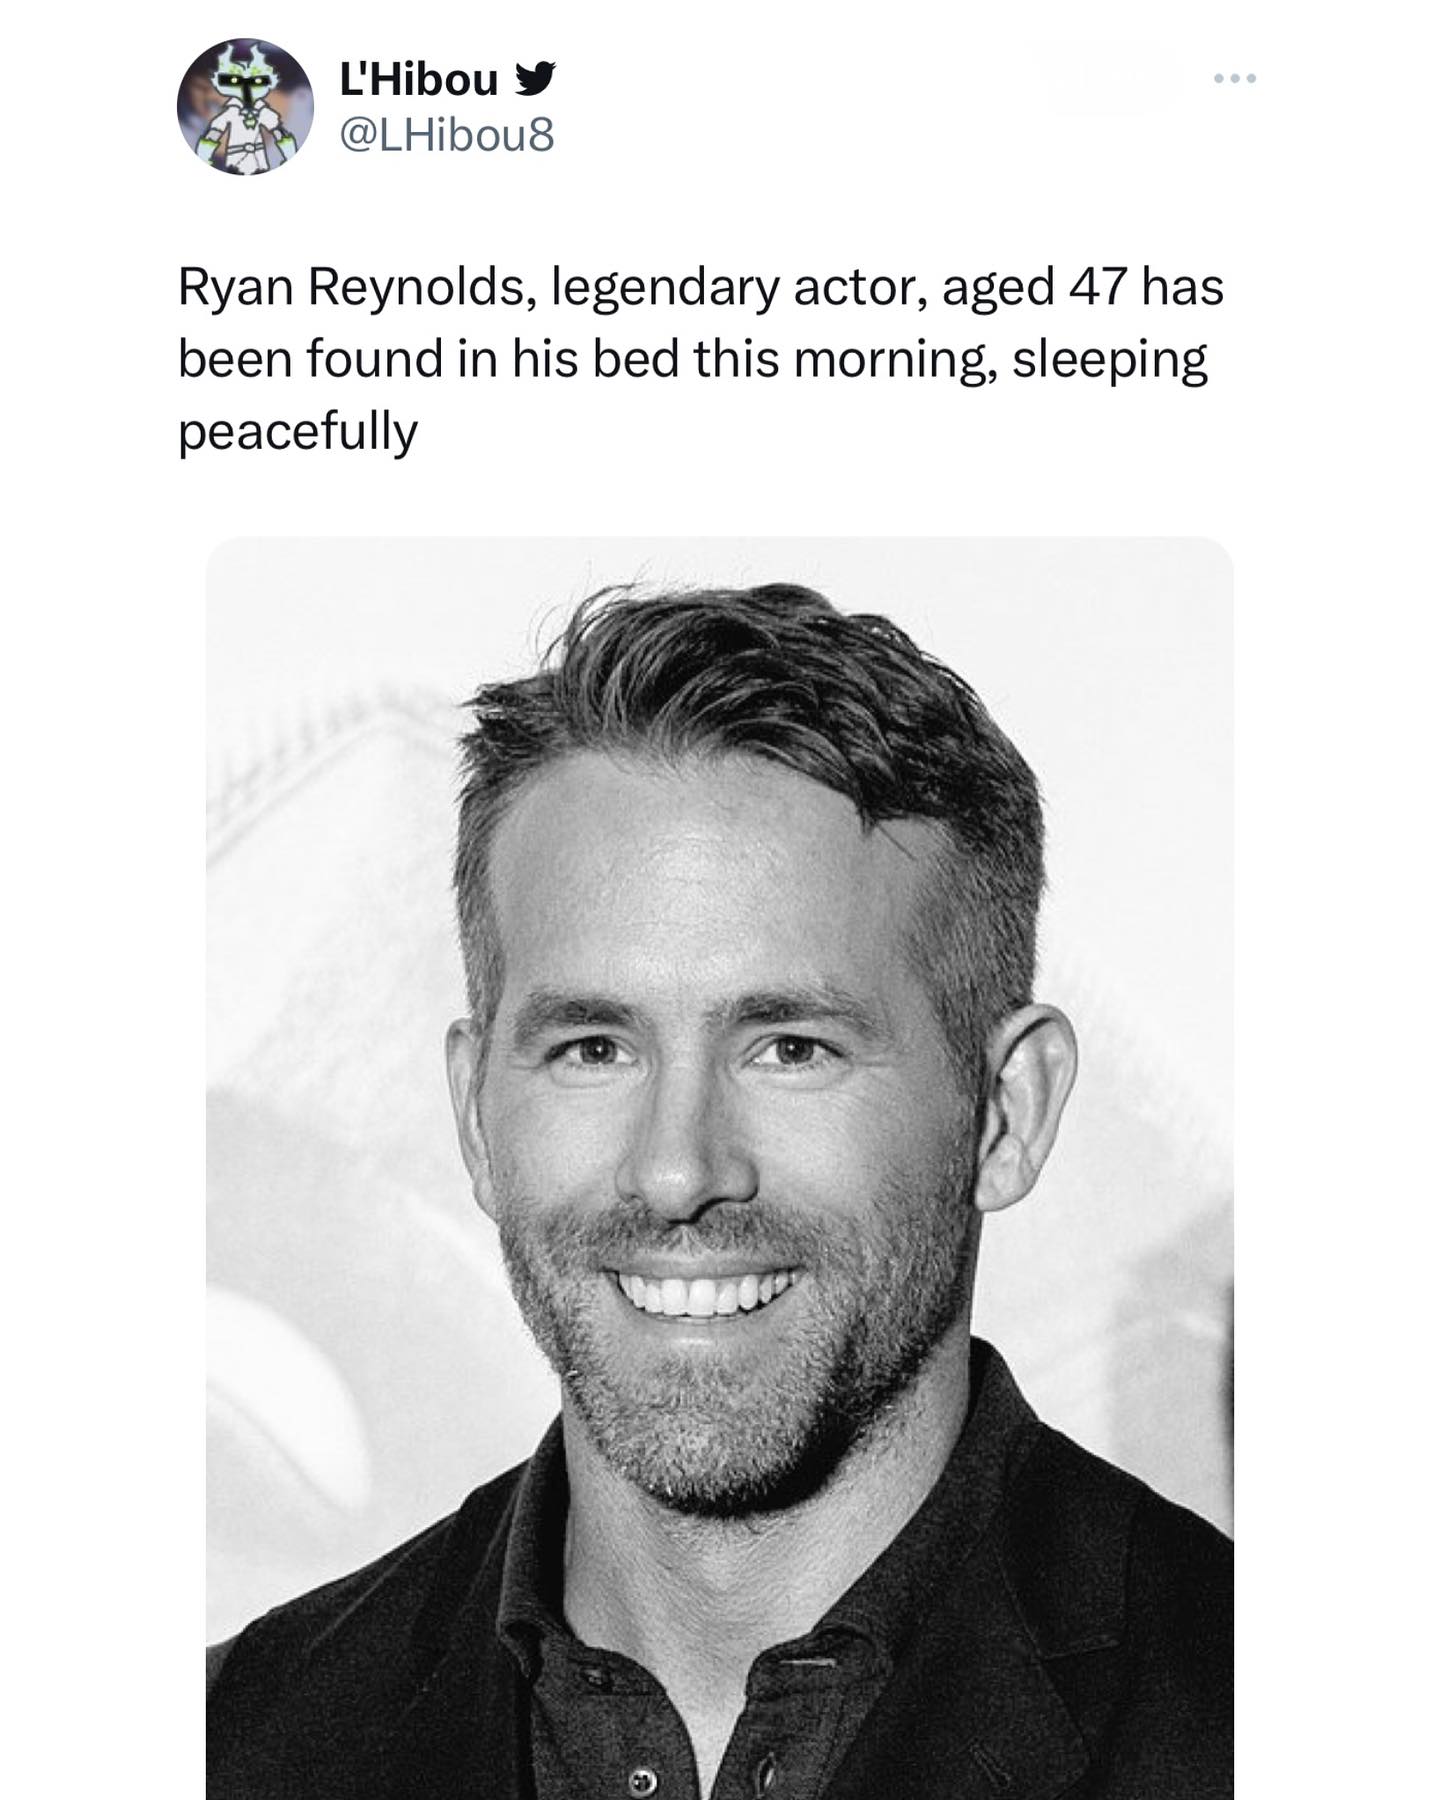 L'Hibou
@LHibou8
Ryan Reynolds, legendary actor, aged 47 has
been found in his bed this morning, sleeping
peacefully